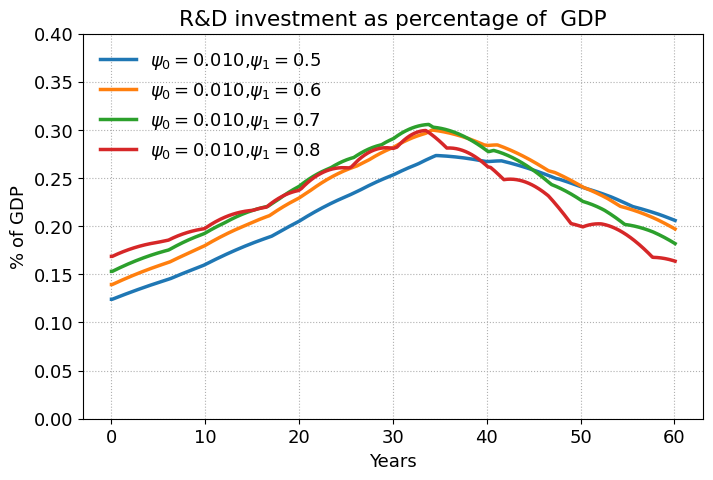 R&D investment as percentage of  GDP
% of GDP
0.40
0.35
0.30
0.25
0.20
0.15
0.10
0.05
0.00
ψ₀ = 0.010,ψ₁ = 0.5
ψ₀ = 0.010,ψ₁ = 0.6
ψ₀ = 0.010,ψ₁ = 0.7
ψ₀ = 0.010,ψ₁ = 0.8
0 10 20 30 40 50 60
Years